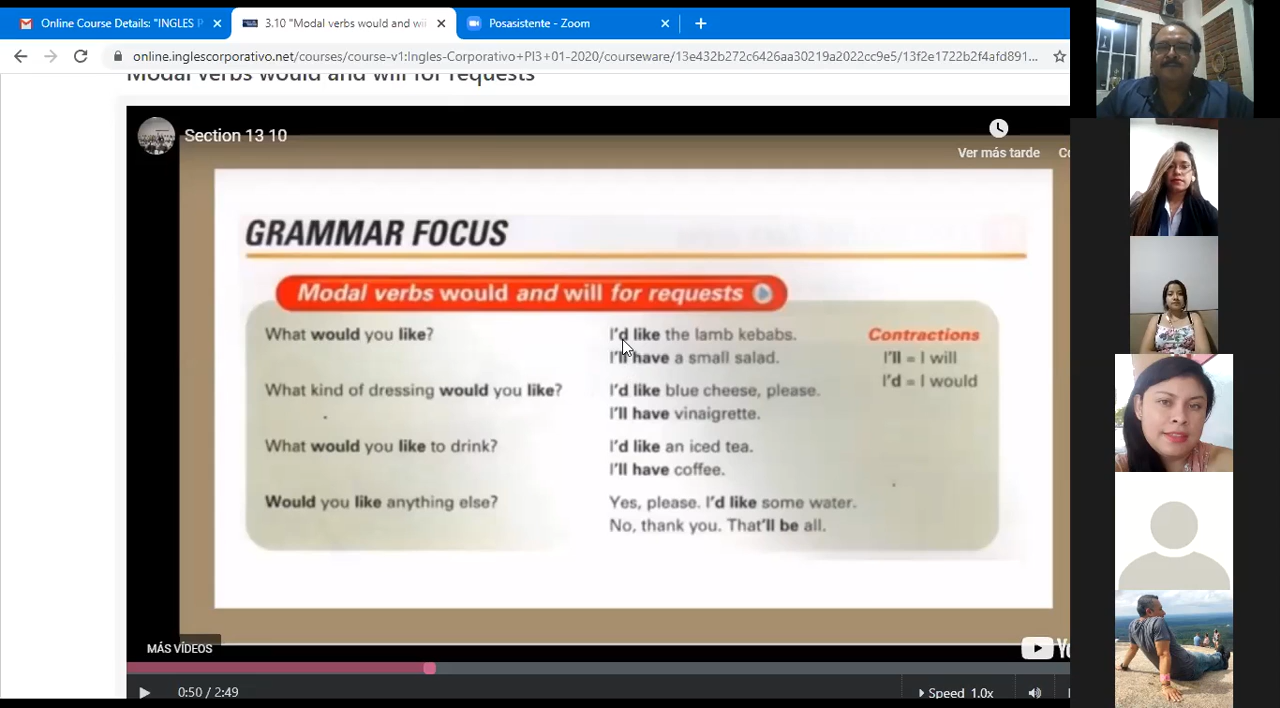 Online Course Details: "INGLES P
3.10 "Modal verbs would and wi
Posasistente - Zoom
online.inglescorporativo.net/courses/course-v1:Ingles-Corporativo+PI3+01-2020/courseware/13e432b272c6426aa30219a2022cc9e5/13f2e1722b2f4afd891...
Modal verbs would and will for requests
Section 13 10
Ver más tarde
GRAMMAR FOCUS
Modal verbs would and will for requests
What would you like?
I'd like the lamb kebabs.
I'll have a small salad.
What kind of dressing would you like?
I'd like blue cheese, please.
I'll have vinaigrette.
What would you like to drink?
I'd like an iced tea.
I'll have coffee.
Would you like anything else?
Yes, please. I'd like some water.
No, thank you. That'll be all.
Contractions
I'll = I will
I'd = I would
MÁS VÍDEOS
0:50 / 2:49
Speed 1.0x